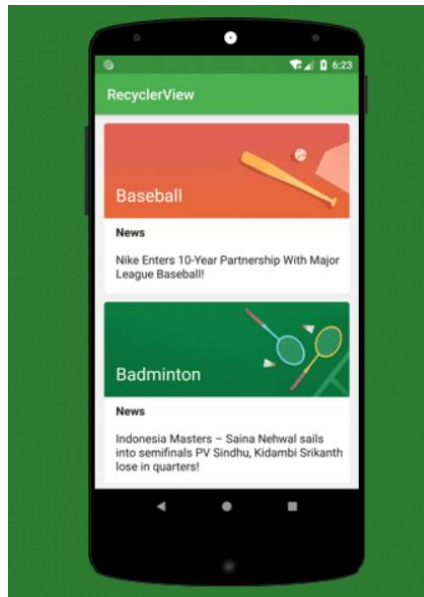 6:23
RecyclerView
Baseball
News
Nike Enters 10-Year Partnership With Major
League Baseball!
Badminton
News
Indonesia Masters – Saina Nehwal sails
into semifinals PV Sindhu, Kidambi Srikanth
lose in quarters!